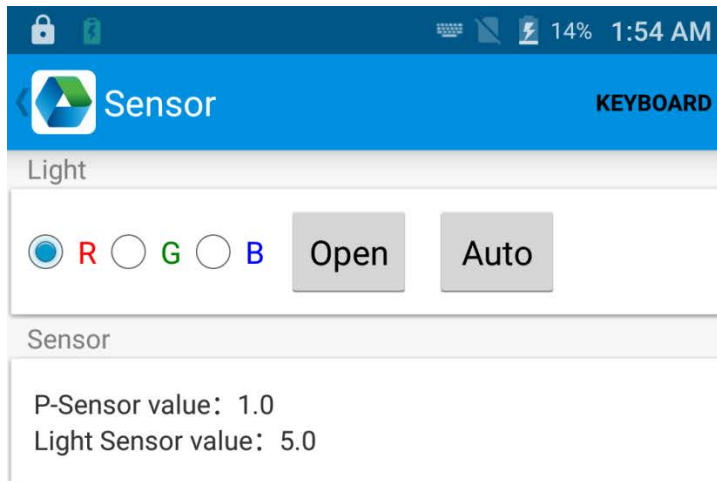 14% 1:54 AM
Sensor KEYBOARD
Light
R G B Open Auto
Sensor
P-Sensor value：1.0
Light Sensor value：5.0